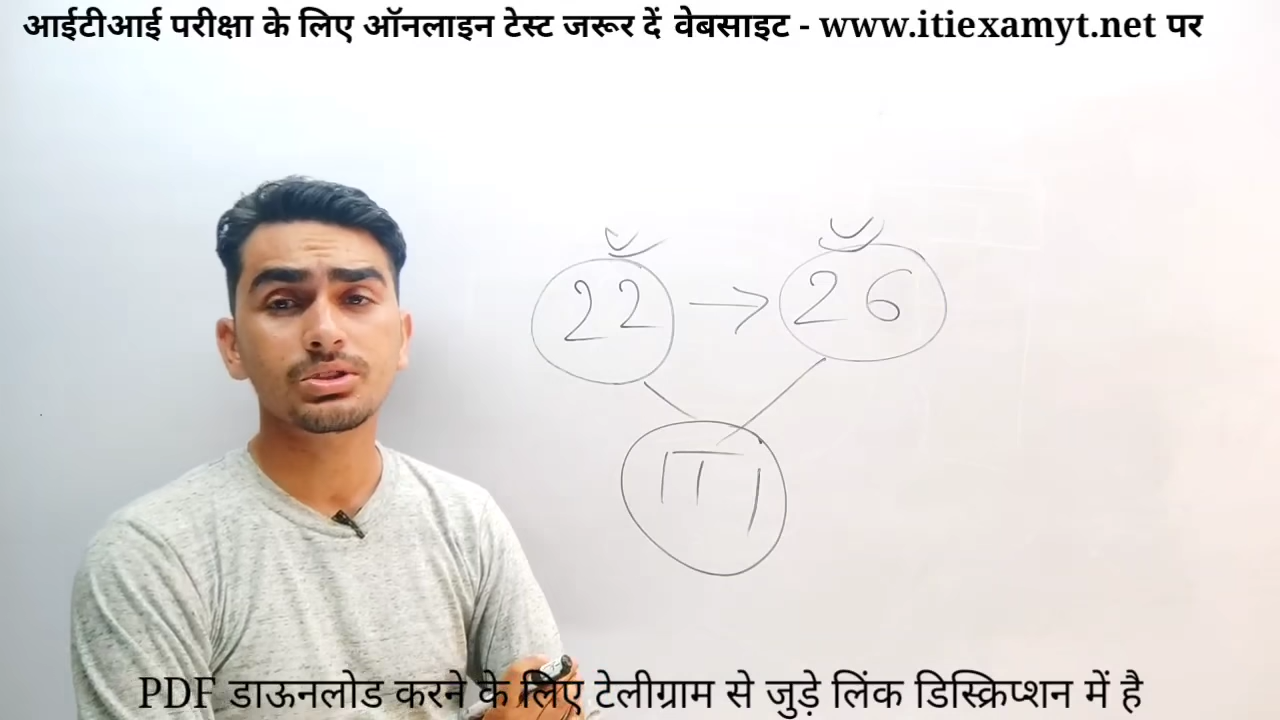 आईटीआई परीक्षा के लिए ऑनलाइन टेस्ट जरूर दें वेबसाइट - www.itiexamyt.net पर
22 → 26
ITI
PDF डाऊनलोड करने के लिए टेलीग्राम से जुड़े लिंक डिस्क्रिप्शन में है